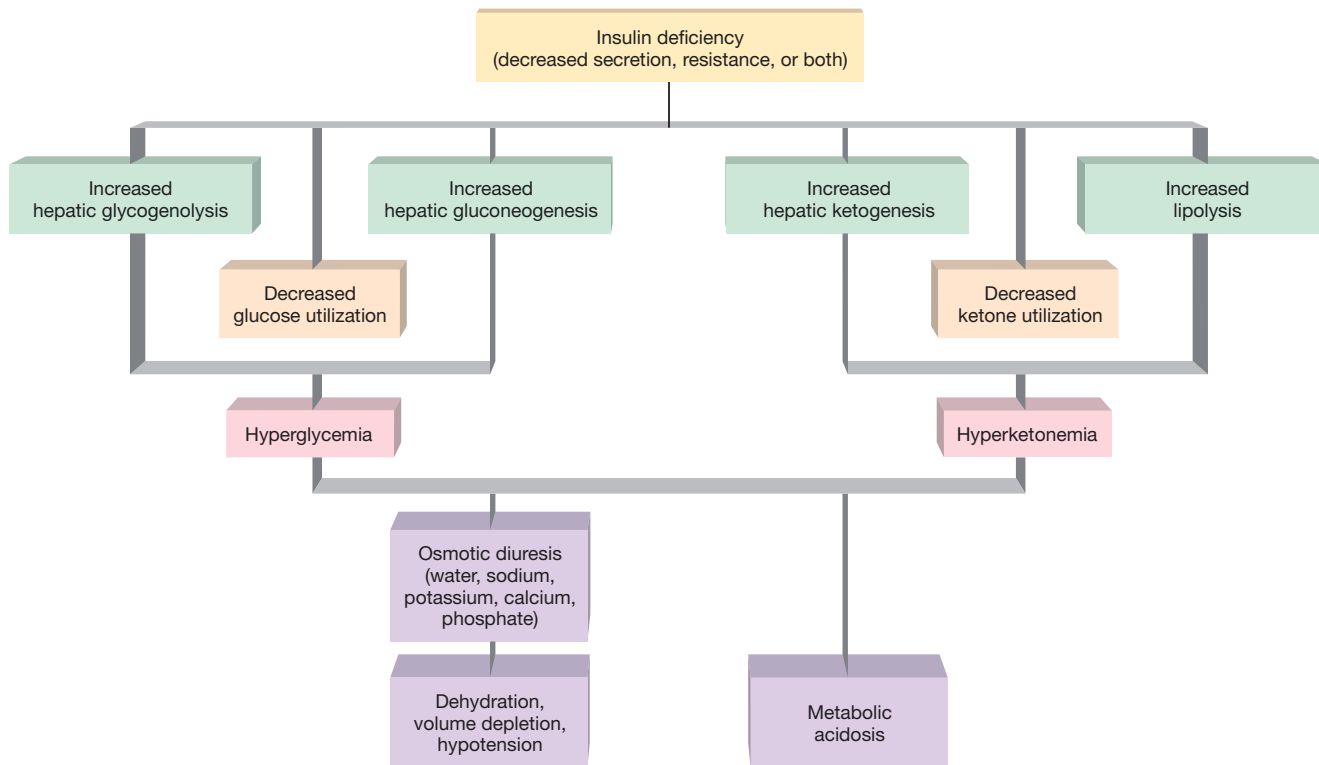 Insulin deficiency
(decreased secretion, resistance, or both)
Increased
hepatic glycogenolysis
Increased
hepatic gluconeogenesis
Increased
hepatic ketogenesis
Increased
lipolysis
Decreased
glucose utilization
Decreased
ketone utilization
Hyperglycemia
Hyperketonemia
Osmotic diuresis
(water, sodium,
potassium, calcium,
phosphate)
Dehydration,
volume depletion,
hypotension
Metabolic
acidosis